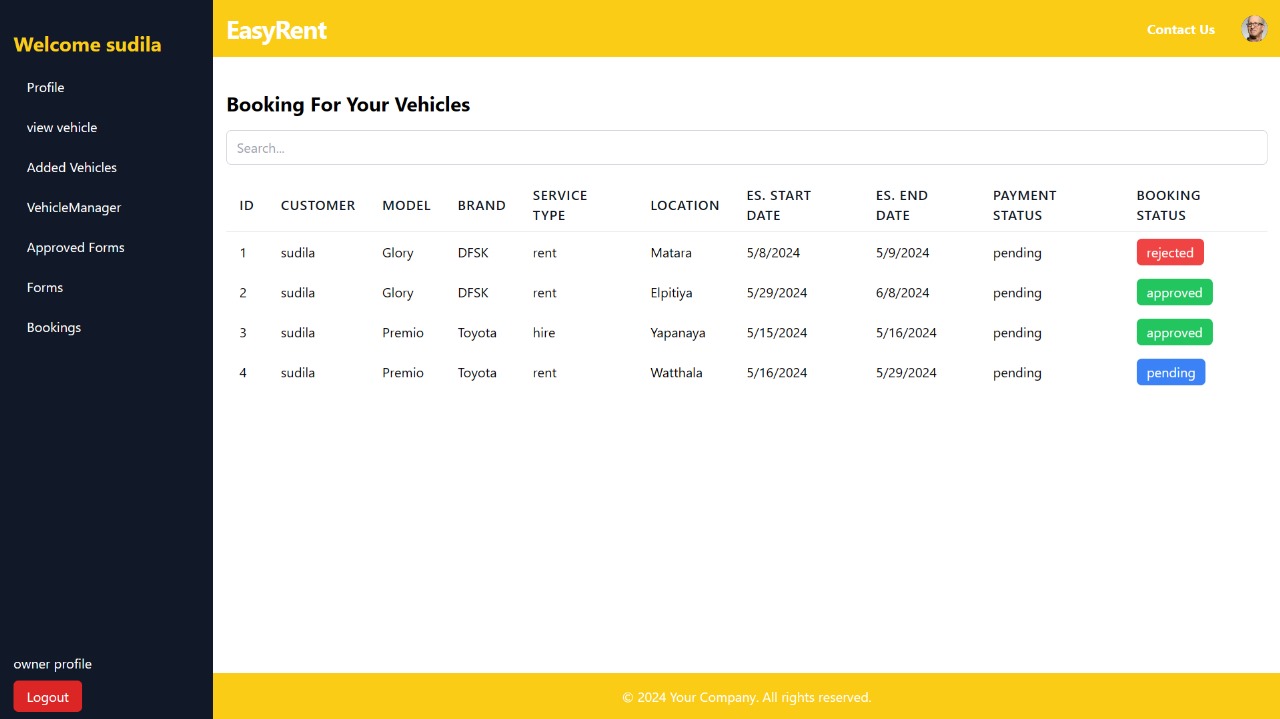 Welcome sudila
Profile
view vehicle
Added Vehicles
VehicleManager
Approved Forms
Forms
Bookings
owner profile
Logout
EasyRent
Contact Us
Booking For Your Vehicles
Search...
ID CUSTOMER MODEL BRAND SERVICE TYPE LOCATION ES. START DATE ES. END DATE PAYMENT STATUS BOOKING STATUS
1 sudila Glory DFSK rent Matara 5/8/2024 5/9/2024 pending rejected
2 sudila Glory DFSK rent Elpitiya 5/29/2024 6/8/2024 pending approved
3 sudila Premio Toyota hire Yapanaya 5/15/2024 5/16/2024 pending approved
4 sudila Premio Toyota rent Watthala 5/16/2024 5/29/2024 pending pending
© 2024 Your Company. All rights reserved.